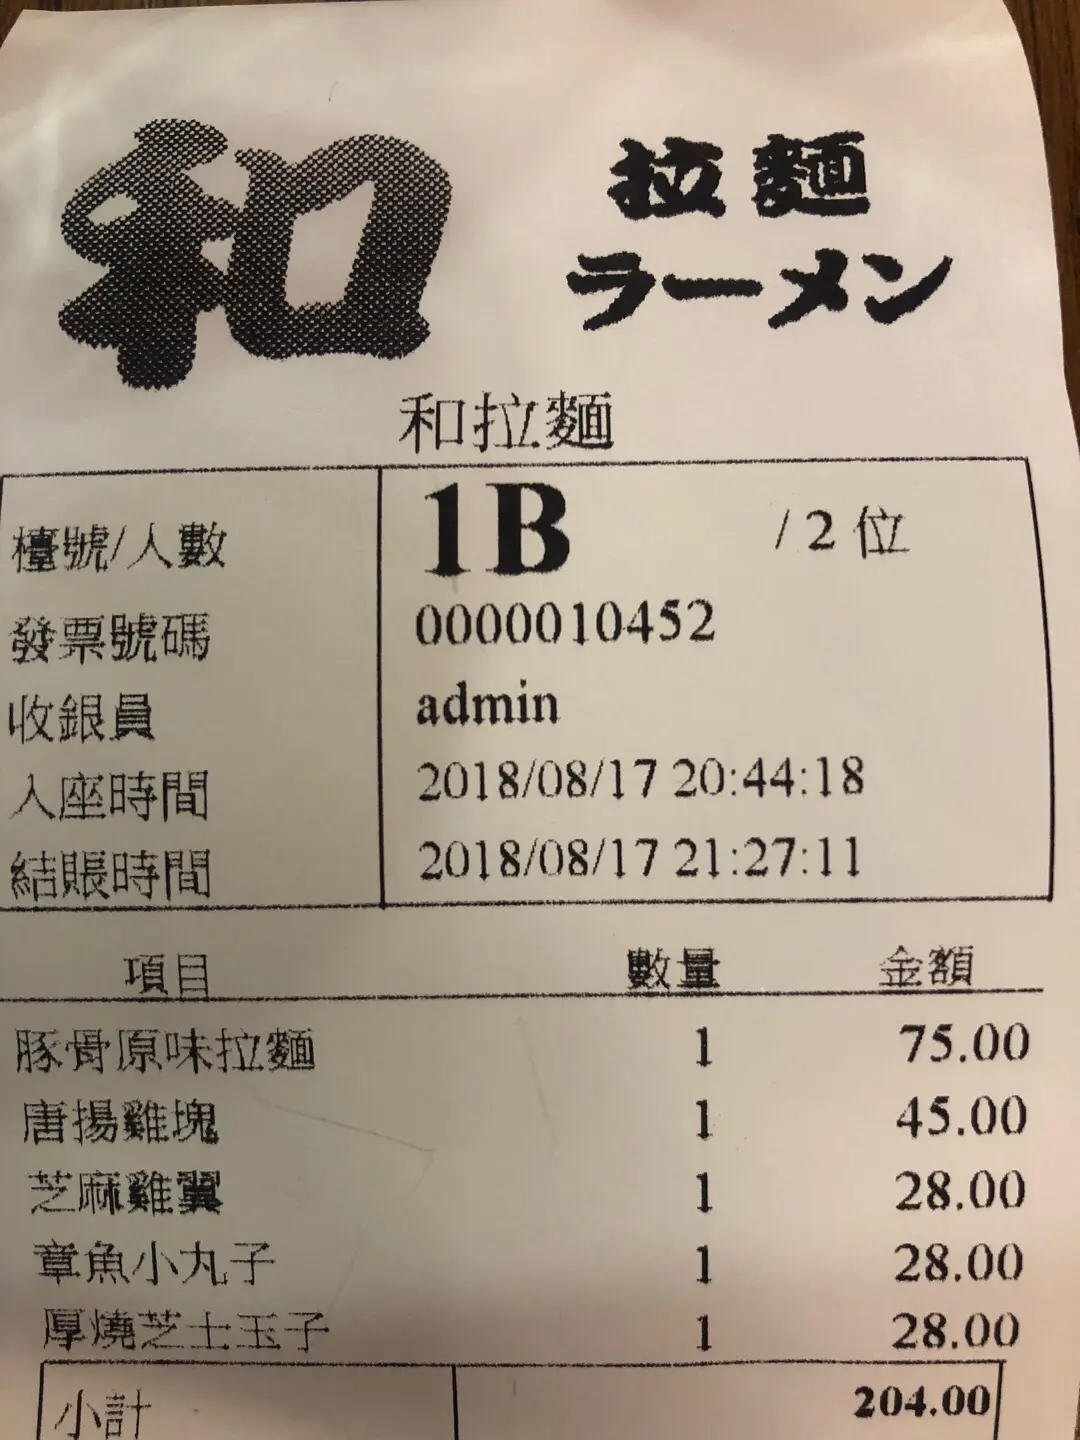 和
拉麵
ラーメン
和拉麵
檯號/人數 1B / 2 位
發票號碼 0000010452
收銀員 admin
入座時間 2018/08/17 20:44:18
結賬時間 2018/08/17 21:27:11
項目 數量 金額
豚骨原味拉麵 1 75.00
唐揚雞塊 1 45.00
芝麻雞翼 1 28.00
章魚小丸子 1 28.00
厚燒芝士玉子 1 28.00
小計 204.00